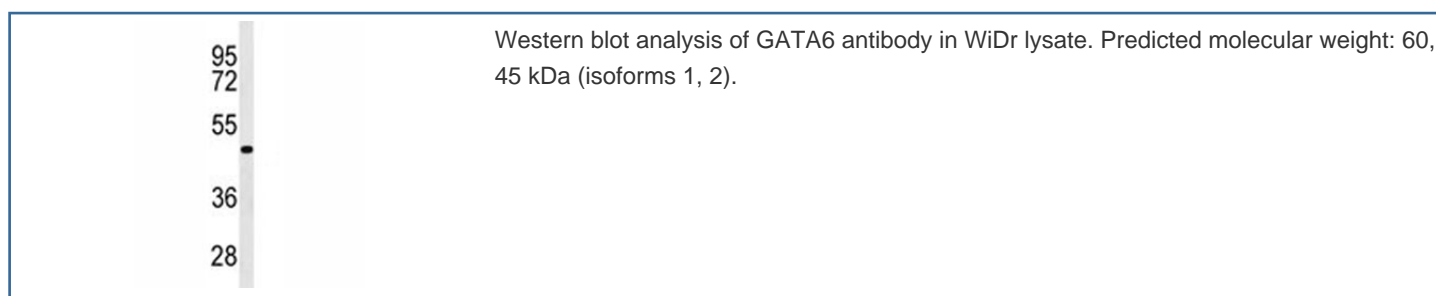 Western blot analysis of GATA6 antibody in WiDr lysate. Predicted molecular weight: 60,
45 kDa (isoforms 1, 2).
95
72
55
36
28